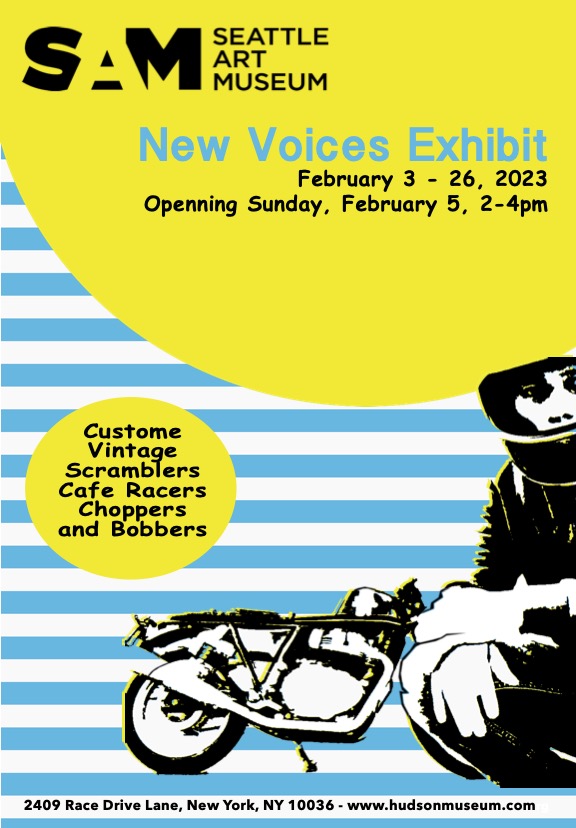 SAM SEATTLE
ART
MUSEUM
New Voices Exhibit
February 3 - 26, 2023
Openning Sunday, February 5, 2-4pm
Custome
Vintage
Scramblers
Cafe Racers
Choppers
and Bobbers
2409 Race Drive Lane, New York, NY 10036 - www.hudsonmuseum.com